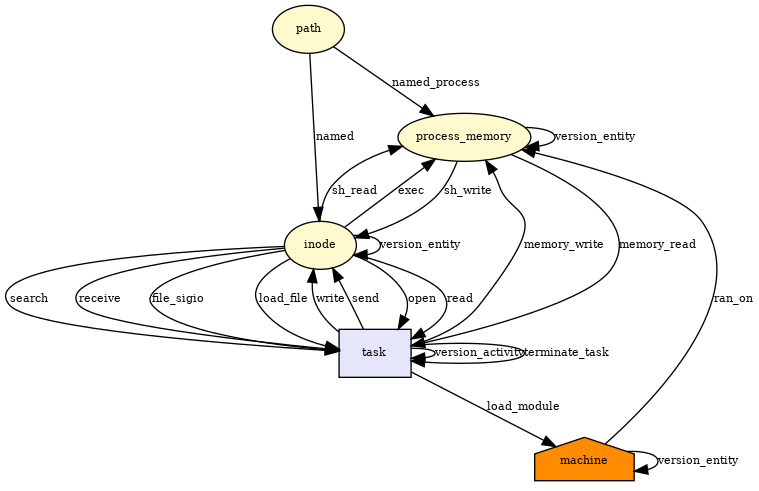 path
named_process
named
process_memory
version_entity
sh_read
exec
sh_write
inode
version_entity
memory_write
memory_read
search
receive
file_sigio
load_file
write
send
open
read
ran_on
task
version_activity
terminate_task
load_module
machine
version_entity